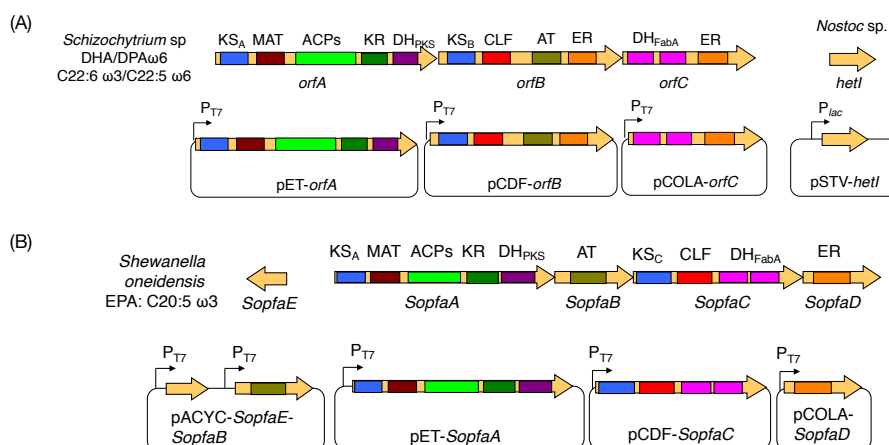 (A)
Schizochytrium sp
DHA/DPAω6
C22:6 ω3/C22:5 ω6
KSA MAT ACPs KR DHPKS KSB CLF AT ER DHFabA ER
orfA orfB orfC
Nostoc sp.
hetI
PT7 PT7 PT7 Plac
pET-orfA pCDF-orfB pCOLA-orfC pSTV-hetI
(B)
Shewanella
oneidensis
EPA: C20:5 ω3
SopfaE
KSA MAT ACPs KR DHPKS AT KSC CLF DHFabA ER
SopfaA SopfaB SopfaC SopfaD
PT7 PT7 PT7 PT7 PT7
pACYC-SopfaE-
SopfaB
pET-SopfaA
pCDF-SopfaC
pCOLA-
SopfaD